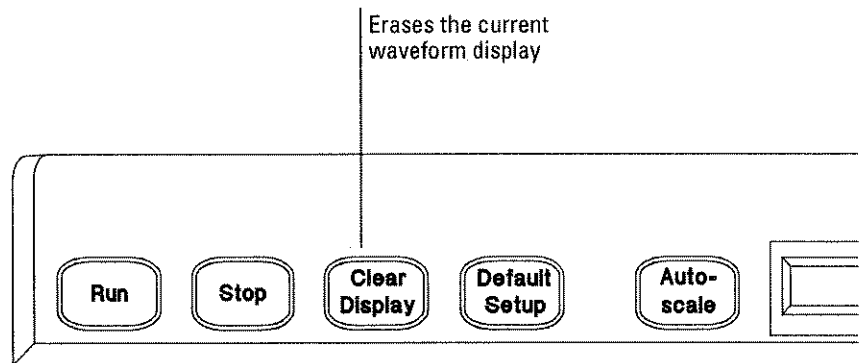 Erases the current
waveform display
Run
Stop
Clear
Display
Default
Setup
Auto-
scale